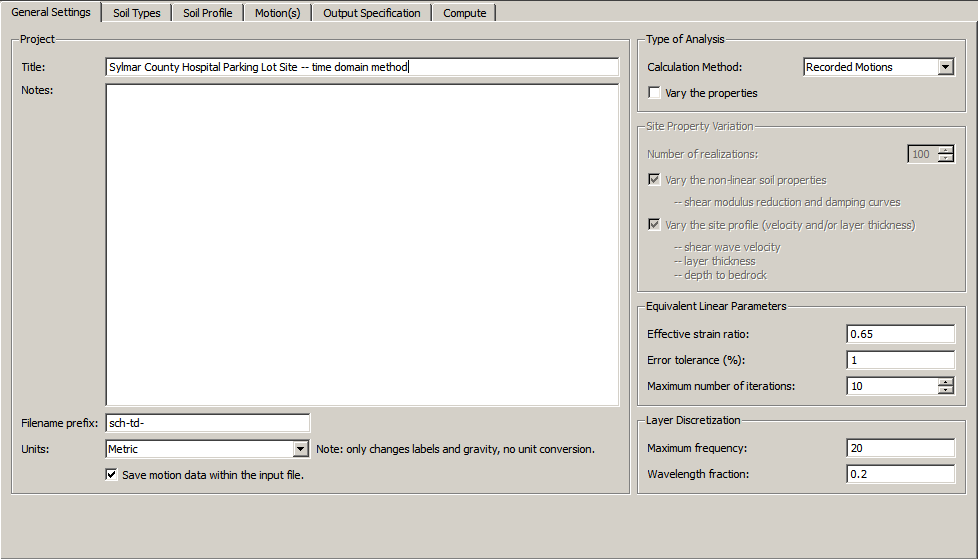 General Settings Soil Types Soil Profile Motion(s) Output Specification Compute
Project
Title: Sylmar County Hospital Parking Lot Site -- time domain method
Notes:
Filename prefix: sch-td-
Units: Metric Note: only changes labels and gravity, no unit conversion.
Save motion data within the input file.
Type of Analysis
Calculation Method: Recorded Motions
Vary the properties
Site Property Variation
Number of realizations: 100
Vary the non-linear soil properties
-- shear modulus reduction and damping curves
Vary the site profile (velocity and/or layer thickness)
-- shear wave velocity
-- layer thickness
-- depth to bedrock
Equivalent Linear Parameters
Effective strain ratio: 0.65
Error tolerance (%): 1
Maximum number of iterations: 10
Layer Discretization
Maximum frequency: 20
Wavelength fraction: 0.2